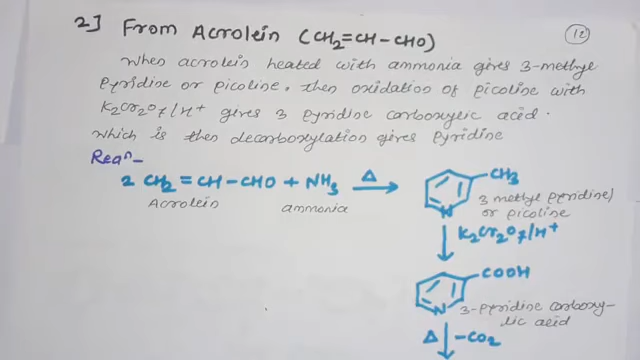 2] From Acrolein (CH2=CH-CHO)
12
When acrolein heated with ammonia gives 3-methyl
pyridine or picoline. Then oxidation of picoline with
K2Cr2O7/H+ gives 3 pyridine carboxylic acid.
Which is then decarboxylation gives Pyridine
Reaⁿ-
2 CH2=CH-CHO + NH3 Δ
CH3
N
Acrolein ammonia
3 methyl pyridine)
or picoline
K2Cr2O7/H+
COOH
N
3-pyridine carboxy-
lic acid
Δ -CO2